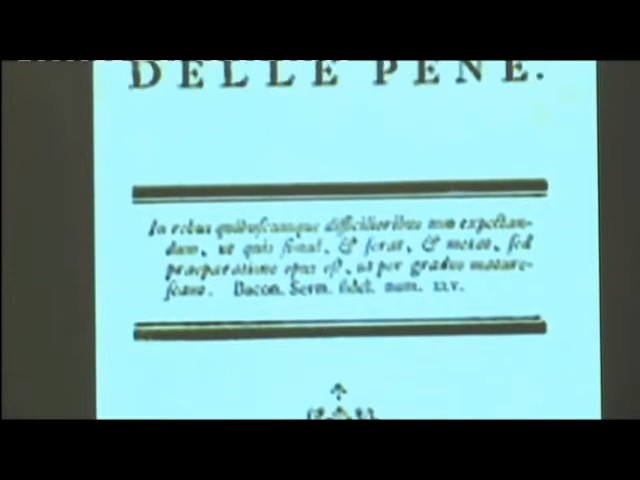 DELLE PENE.
In rebus quibuſcumque difficilioribus non expectan-
dum, ut quis ſimul, & ſerat, & metat, ſed
praeparatione opus eſt, ut per gradus mature-
ſcant. Bacon. Serm. fidel. num. XLV.